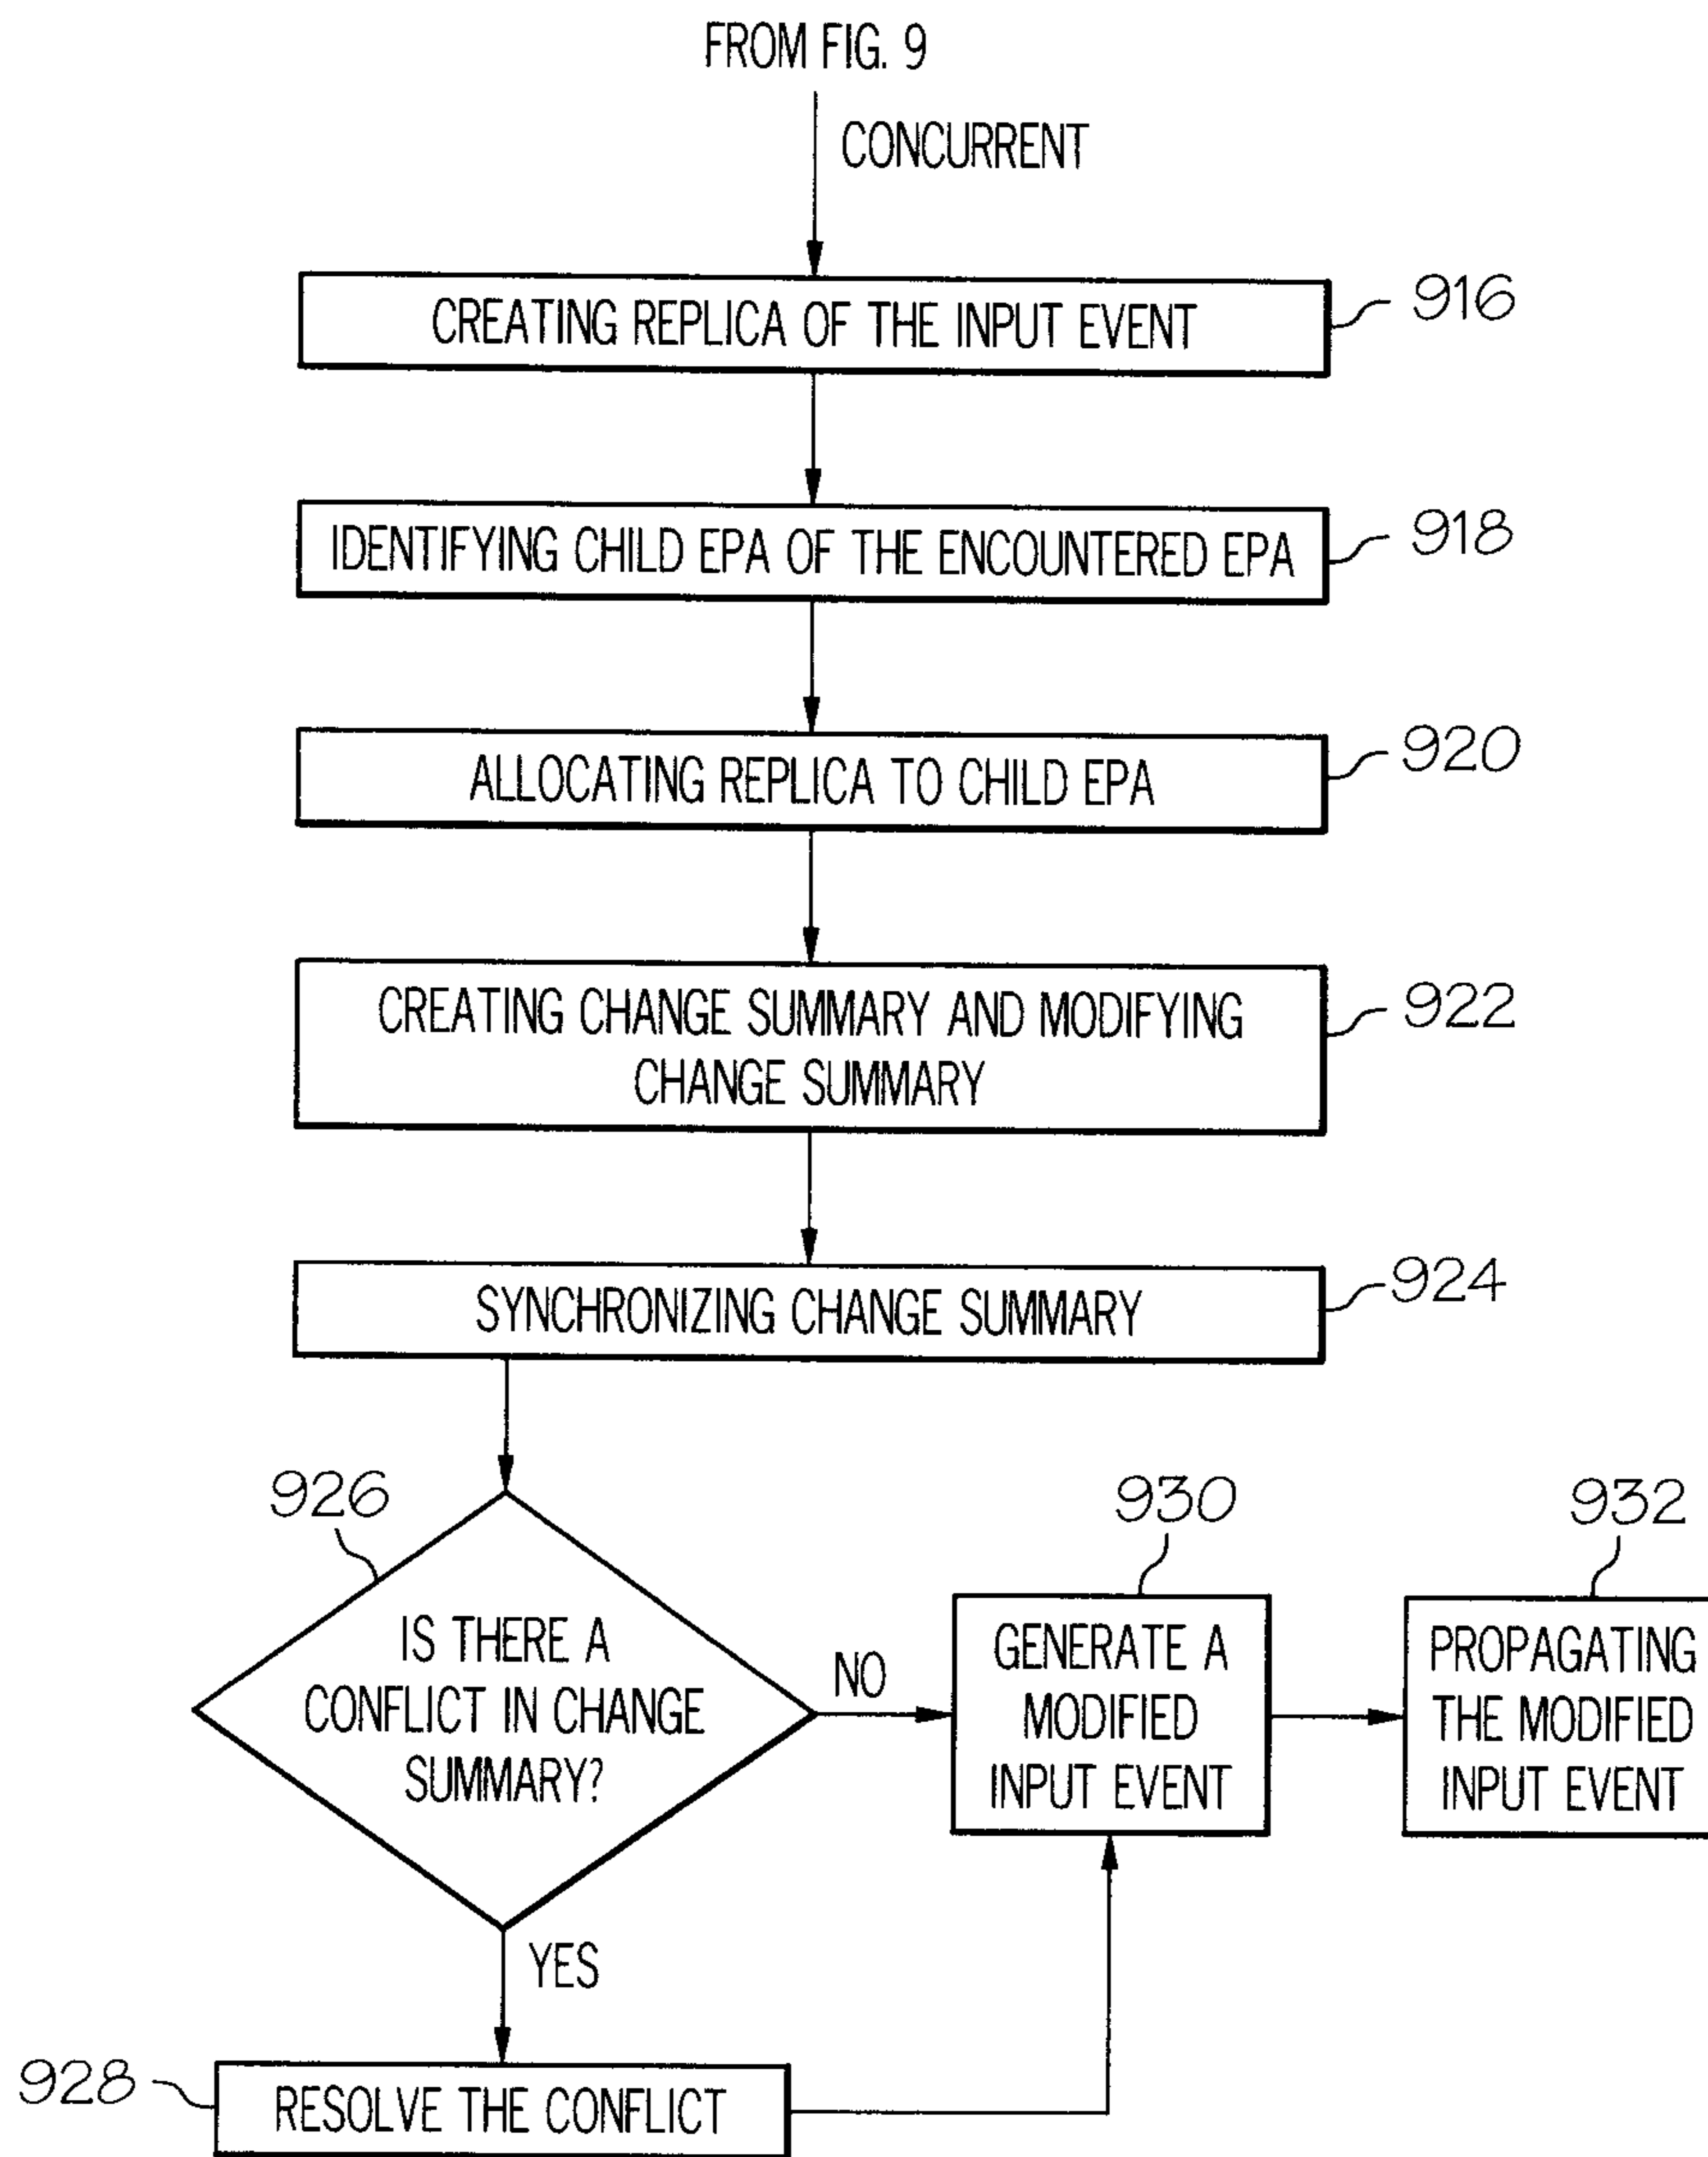 FROM FIG. 9
CONCURRENT
CREATING REPLICA OF THE INPUT EVENT
916
IDENTIFYING CHILD EPA OF THE ENCOUNTERED EPA
918
ALLOCATING REPLICA TO CHILD EPA
920
CREATING CHANGE SUMMARY AND MODIFYING
CHANGE SUMMARY
922
SYNCHRONIZING CHANGE SUMMARY
924
926
IS THERE A
CONFLICT IN CHANGE
SUMMARY?
NO
YES
930
GENERATE A
MODIFIED
INPUT EVENT
932
PROPAGATING
THE MODIFIED
INPUT EVENT
928
RESOLVE THE CONFLICT